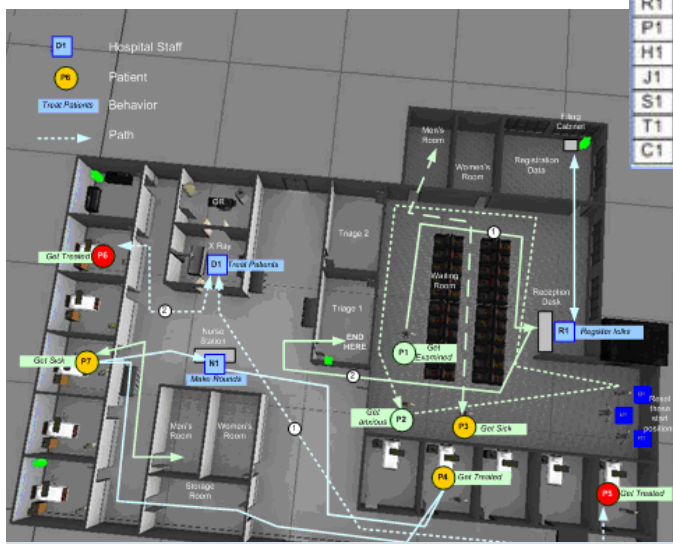 R1
P1
H1
J1
S1
T1
C1
D1 Hospital Staff
P6 Patient
Treat Patients Behavior
Path
Men's
Room
Women's
Room
Filing
Cabinet
Registration
Data
GR
X Ray
D1 Treat Patients
Get Treated P6
Triage 2
Triage 1
1
Waiting
Room
Reception
Desk
R1 Register folks
2
Nurse
Station
N1
Make Rounds
Get Sick P7
END
HERE
P1 Get
Examined
2
Get
anxious P2
P3 Get Sick
Reset
these
start
positions
1
Men's
Room
Women's
Room
Storage
Room
P4 Get Treated
P5 Get Treated